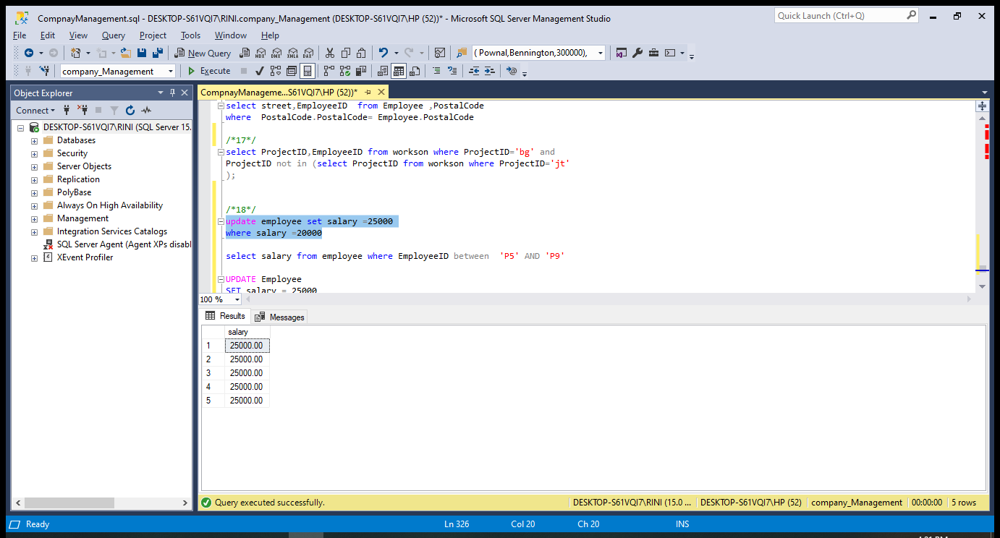 CompnayManagement.sql - DESKTOP-S61VQI7\RINI.company_Management (DESKTOP-S61VQI7\HP (52))* - Microsoft SQL Server Management Studio
Quick Launch (Ctrl+Q)
File Edit View Query Project Tools Window Help
New Query MDX DMX XMLA DAX ( Pownal,Bennington,300000),
company_Management Execute
Object Explorer
CompnayManageme...S61VQI7\HP (52))*
Connect
DESKTOP-S61VQI7\RINI (SQL Server 15.
Databases
Security
Server Objects
Replication
PolyBase
Always On High Availability
Management
Integration Services Catalogs
SQL Server Agent (Agent XPs disabl
XEvent Profiler
select street,EmployeeID  from Employee ,PostalCode
where  PostalCode.PostalCode= Employee.PostalCode
/*17*/
select ProjectID,EmployeeID from workson where ProjectID='bg' and
ProjectID not in (select ProjectID from workson where ProjectID='jt'
);
/*18*/
update employee set salary =25000
where salary =20000
select salary from employee where EmployeeID between  'P5' AND 'P9'
UPDATE Employee
SET salary = 25000
100 %
Results Messages
salary
1 25000.00
2 25000.00
3 25000.00
4 25000.00
5 25000.00
Query executed successfully. DESKTOP-S61VQI7\RINI (15.0 ... DESKTOP-S61VQI7\HP (52) company_Management 00:00:00 5 rows
Ready Ln 326 Col 20 Ch 20 INS